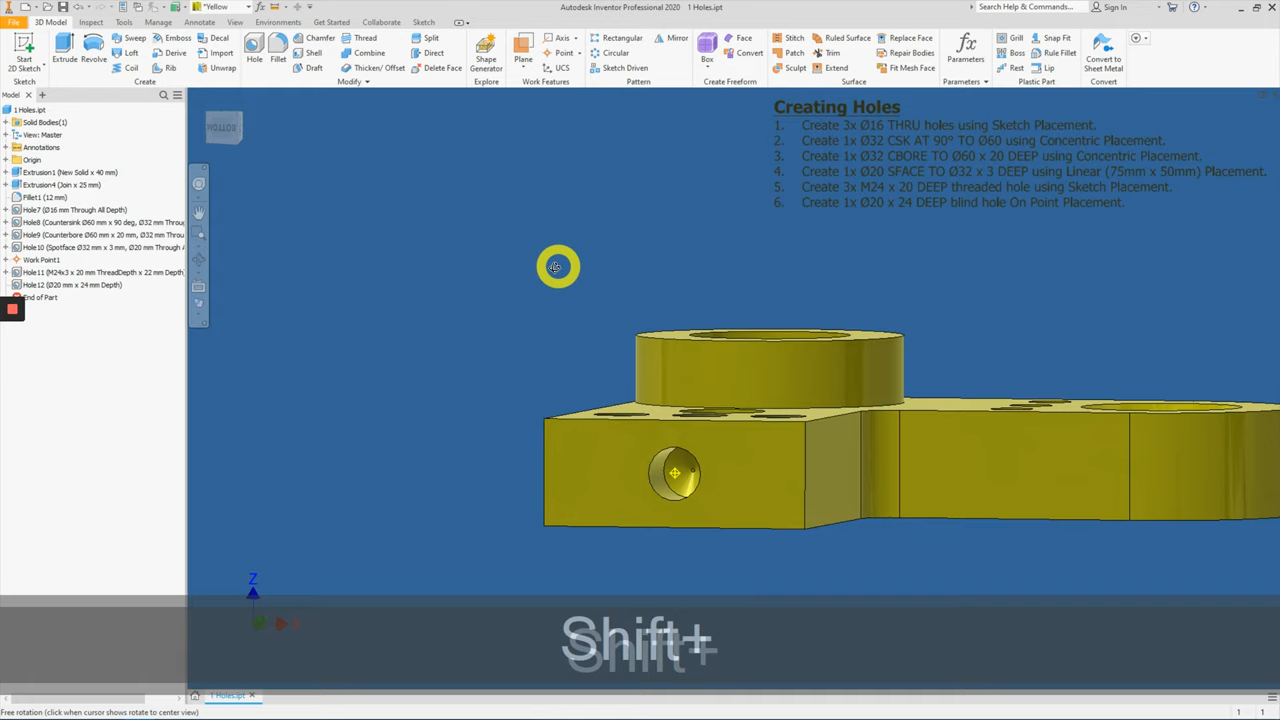 Autodesk Inventor Professional 2020 1 Holes.ipt
*Yellow
Search Help & Commands...
Sign In
File 3D Model Sketch Inspect Tools Manage Annotate View Environments Get Started Collaborate Sketch
Start
2D Sketch
Extrude
Revolve
Sweep
Loft
Coil
Emboss
Derive
Rib
Decal
Import
Unwrap
Hole
Fillet
Chamfer
Shell
Draft
Thread
Combine
Thicken/ Offset
Split
Direct
Delete Face
Shape
Generator
Plane
Axis
Point
UCS
Rectangular
Circular
Sketch Driven
Mirror
Box
Face
Convert
Stitch
Patch
Sculpt
Ruled Surface
Trim
Extend
Replace Face
Repair Bodies
Fit Mesh Face
Parameters
Grill
Boss
Rest
Snap Fit
Rule Fillet
Lip
Convert to
Sheet Metal
Sketch Create Modify Explore Work Features Pattern Create Freeform Surface Parameters Plastic Part Convert
Model
1 Holes.ipt
Solid Bodies(1)
View: Master
Annotations
Origin
Extrusion1 (New Solid x 40 mm)
Extrusion4 (Join x 25 mm)
Fillet1 (12 mm)
Hole7 (Ø16 mm Through All Depth)
Hole8 (Countersink Ø60 mm x 90 deg, Ø32 mm Throu
Hole9 (Counterbore Ø60 mm x 20 mm, Ø32 mm Throu
Hole10 (Spotface Ø32 mm x 3 mm, Ø20 mm Through A
Work Point1
Hole11 (M24x3 x 20 mm ThreadDepth x 22 mm Depth)
Hole12 (Ø20 mm x 24 mm Depth)
End of Part
BOTTOM
Creating Holes
1. Create 3x Ø16 THRU holes using Sketch Placement.
2. Create 1x Ø32 CSK AT 90° TO Ø60 using Concentric Placement.
3. Create 1x Ø32 CBORE TO Ø60 x 20 DEEP using Concentric Placement.
4. Create 1x Ø20 SFACE TO Ø32 x 3 DEEP using Linear (75mm x 50mm) Placement.
5. Create 3x M24 x 20 DEEP threaded hole using Sketch Placement.
6. Create 1x Ø20 x 24 DEEP blind hole On Point Placement.
Z
Shift+
Shift+
1 Holes.ipt
Free rotation (click when cursor shows rotate to center view)
1 1